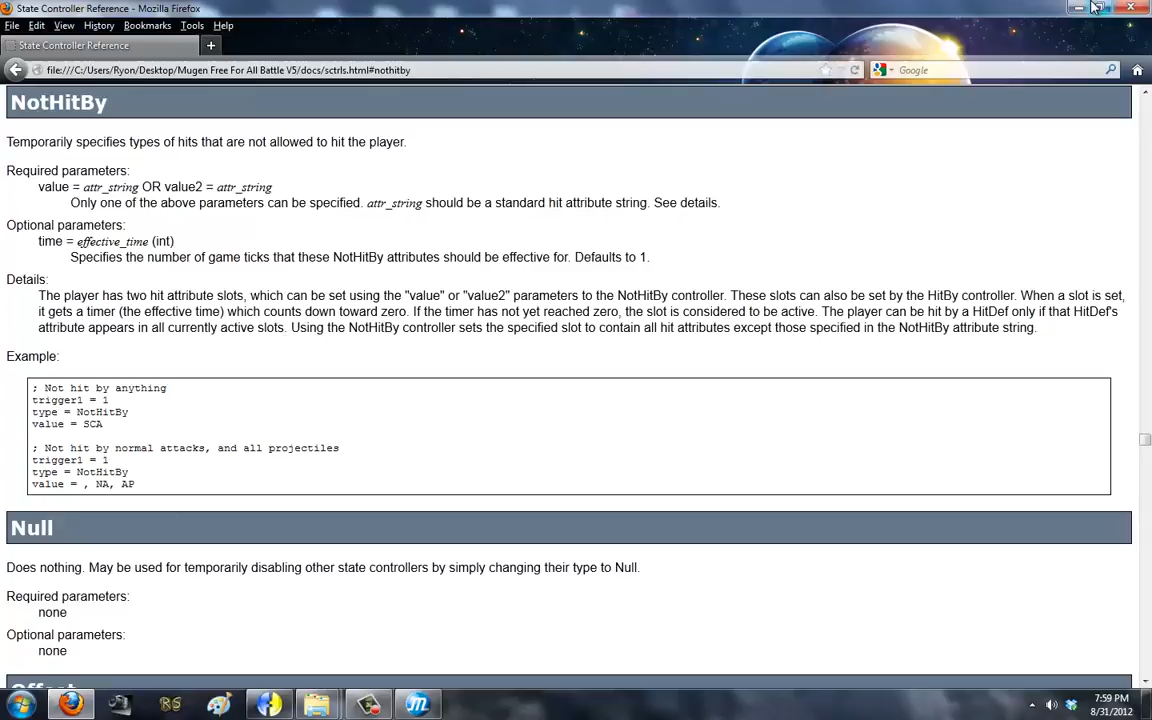 State Controller Reference - Mozilla Firefox
File Edit View History Bookmarks Tools Help
State Controller Reference
file:///C:/Users/Ryon/Desktop/Mugen Free For All Battle V5/docs/sctrls.html#nothitby
Google
NotHitBy
Temporarily specifies types of hits that are not allowed to hit the player.
Required parameters:
value = attr_string OR value2 = attr_string
Only one of the above parameters can be specified. attr_string should be a standard hit attribute string. See details.
Optional parameters:
time = effective_time (int)
Specifies the number of game ticks that these NotHitBy attributes should be effective for. Defaults to 1.
Details:
The player has two hit attribute slots, which can be set using the "value" or "value2" parameters to the NotHitBy controller. These slots can also be set by the HitBy controller. When a slot is set,
it gets a timer (the effective time) which counts down toward zero. If the timer has not yet reached zero, the slot is considered to be active. The player can be hit by a HitDef only if that HitDef's
attribute appears in all currently active slots. Using the NotHitBy controller sets the specified slot to contain all hit attributes except those specified in the NotHitBy attribute string.
Example:
; Not hit by anything
trigger1 = 1
type = NotHitBy
value = SCA
; Not hit by normal attacks, and all projectiles
trigger1 = 1
type = NotHitBy
value = , NA, AP
Null
Does nothing. May be used for temporarily disabling other state controllers by simply changing their type to Null.
Required parameters:
none
Optional parameters:
none
Offset
RS
7:59 PM
8/31/2012